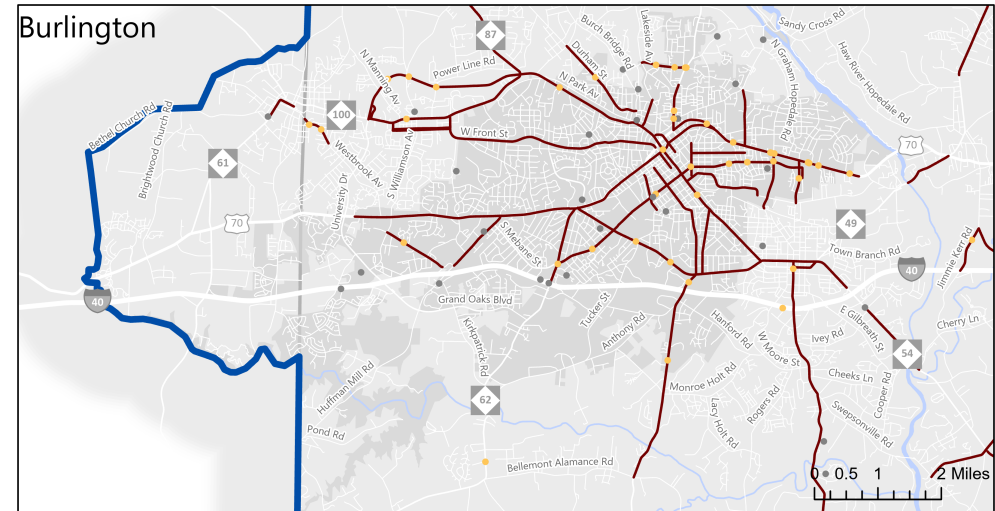 Burlington
Sandy Cross Rd
Lakeside Av
Burch Bridge Rd
87
Haw River Hopedale Rd
N Graham Hopedale Rd
Durham St
N Manning Av
Power Line Rd
N Park Av
Bethel Church Rd
Brightwood Church Rd
100
W Front St
70
61
Westbrook Av
S Williamson Av
University Dr
70
49
S Mebane St
Town Branch Rd
Jimmie Kerr Rd
40
40
Grand Oaks Blvd
Tucker St
Anthony Rd
Kirkpatrick Rd
Hanford Rd
W Moore St
E Gilbreath St
Ivey Rd
Cherry Ln
54
Huffman Mill Rd
Monroe Holt Rd
Cheeks Ln
Cooper Rd
62
Lacy Holt Rd
Rogers Rd
Swepsonville Rd
Pond Rd
Bellemont Alamance Rd
0 0.5 1 2 Miles